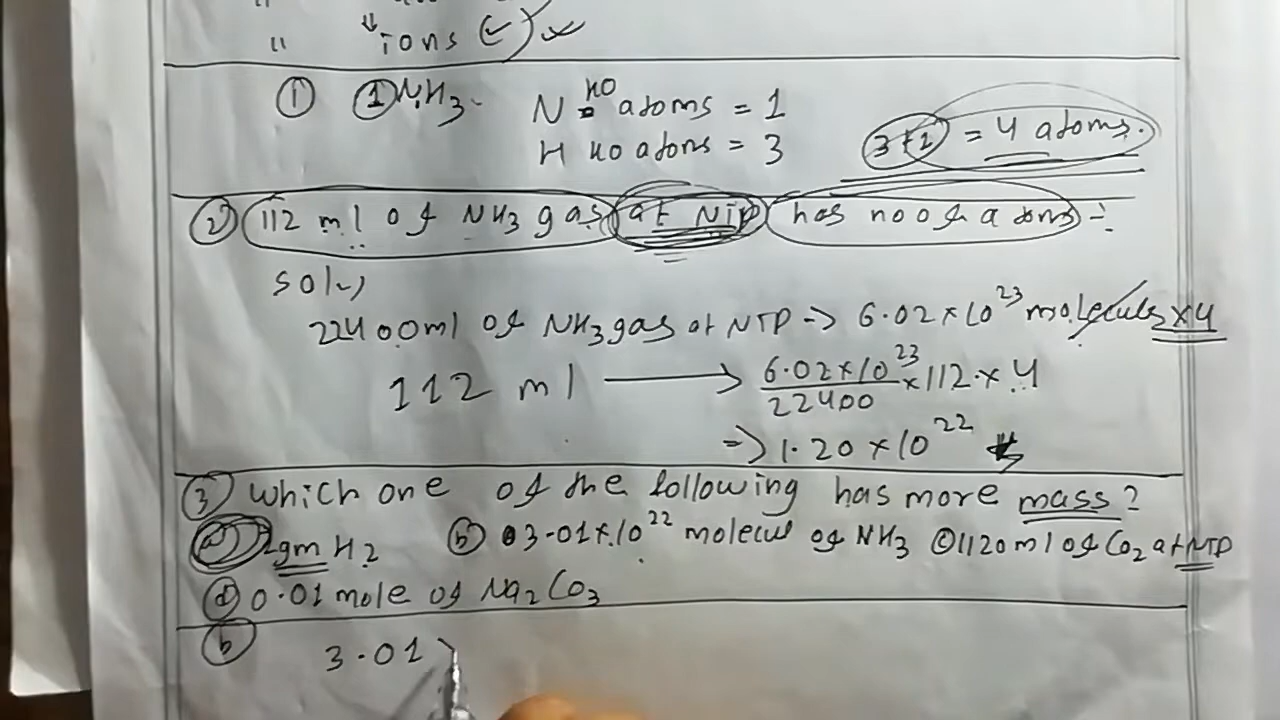 " ions (-)
① ① NH3 - N no atoms = 1
H no atoms = 3
3+1 = 4 atoms.
② 112 ml of NH3 gas at NTP has no of atoms :-
soln
22400ml of NH3 gas at NTP => 6.02 x 10^23 molecules x 4
112 ml → 6.02 x 10^23 / 22400 x 112 x 4
=> 1.20 x 10^22
③ Which one of the following has more mass?
ⓐ 2gm H2 ⓑ 3.01 x 10^22 molecul of NH3 ⓒ 1120 ml of Co2 at NTP
ⓓ 0.01 mole of Na2Co3
ⓑ 3.01